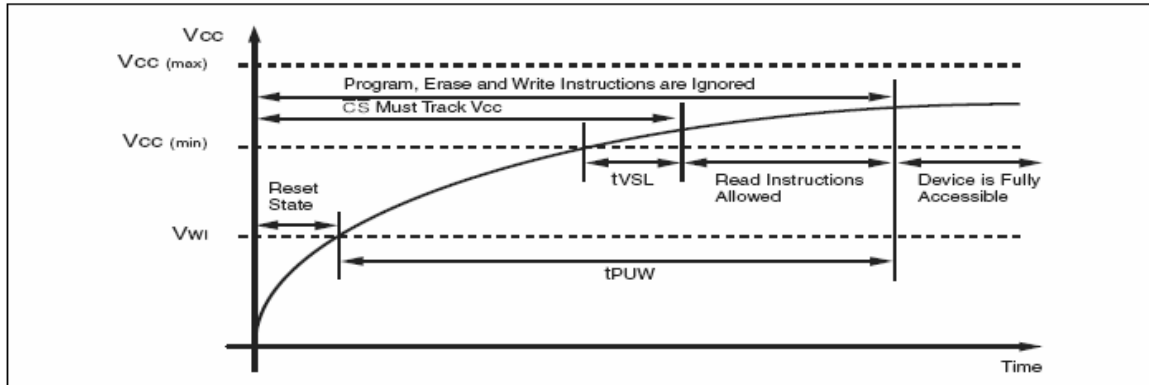 Vcc
Vcc (max)
Program, Erase and Write Instructions are Ignored
CS Must Track Vcc
Vcc (min)
tVSL
Read Instructions
Allowed
Device is Fully
Accessible
Reset
State
VWI
tPUW
Time